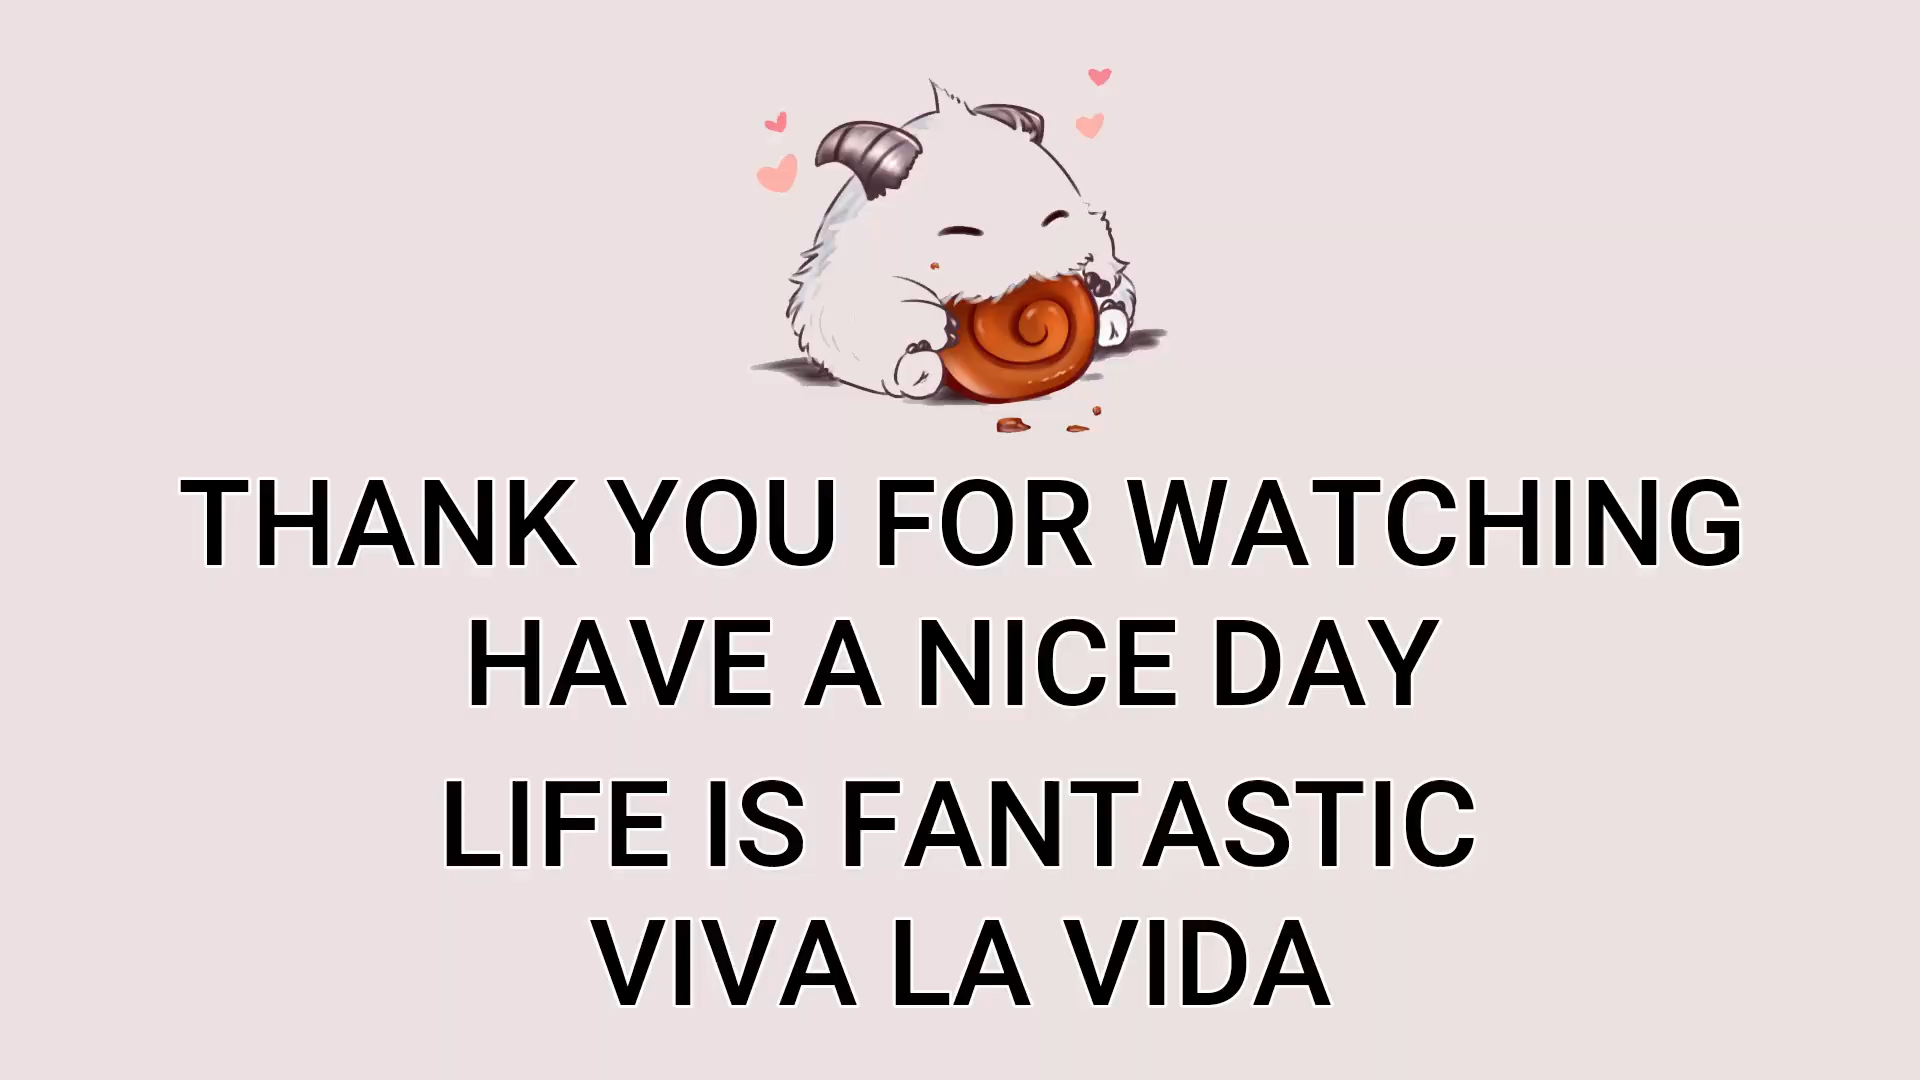 THANK YOU FOR WATCHING
HAVE A NICE DAY
LIFE IS FANTASTIC
VIVA LA VIDA